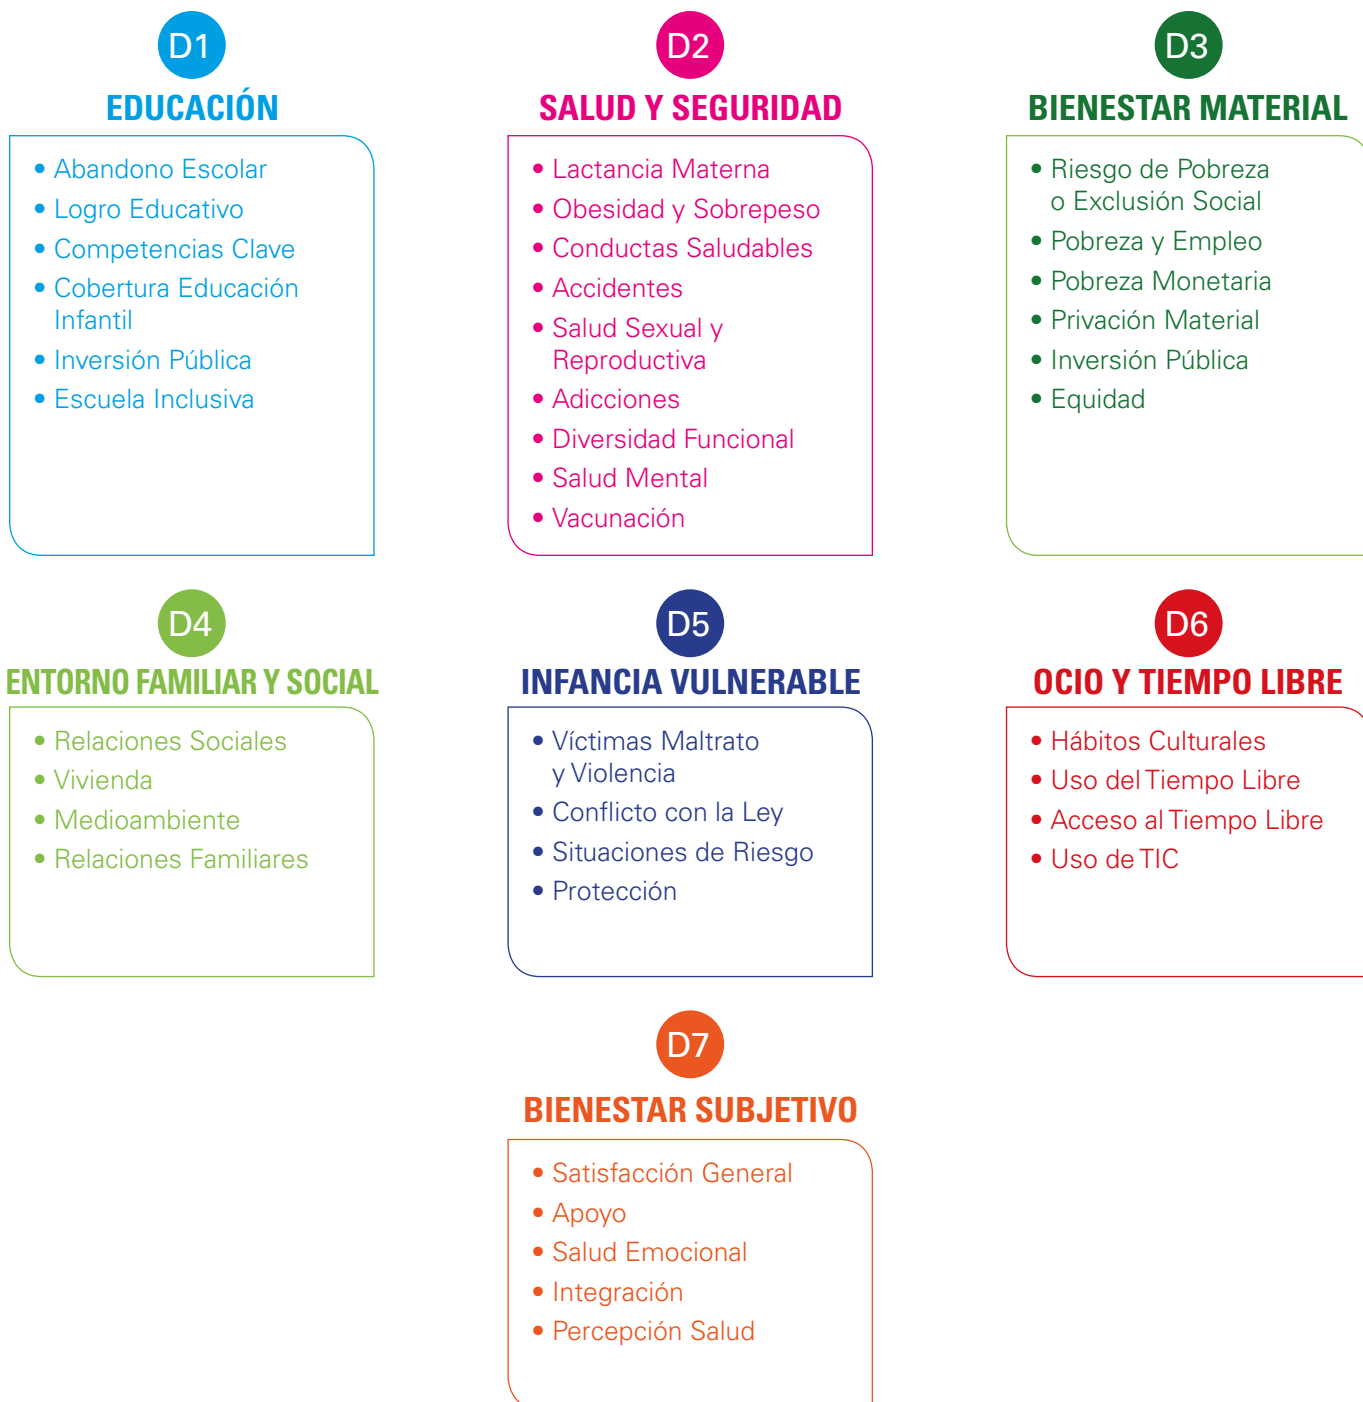 D1
EDUCACIÓN
• Abandono Escolar
• Logro Educativo
• Competencias Clave
• Cobertura Educación
Infantil
• Inversión Pública
• Escuela Inclusiva
D2
SALUD Y SEGURIDAD
• Lactancia Materna
• Obesidad y Sobrepeso
• Conductas Saludables
• Accidentes
• Salud Sexual y
Reproductiva
• Adicciones
• Diversidad Funcional
• Salud Mental
• Vacunación
D3
BIENESTAR MATERIAL
• Riesgo de Pobreza
o Exclusión Social
• Pobreza y Empleo
• Pobreza Monetaria
• Privación Material
• Inversión Pública
• Equidad
D4
ENTORNO FAMILIAR Y SOCIAL
• Relaciones Sociales
• Vivienda
• Medioambiente
• Relaciones Familiares
D5
INFANCIA VULNERABLE
• Víctimas Maltrato
y Violencia
• Conflicto con la Ley
• Situaciones de Riesgo
• Protección
D6
OCIO Y TIEMPO LIBRE
• Hábitos Culturales
• Uso del Tiempo Libre
• Acceso al Tiempo Libre
• Uso de TIC
D7
BIENESTAR SUBJETIVO
• Satisfacción General
• Apoyo
• Salud Emocional
• Integración
• Percepción Salud